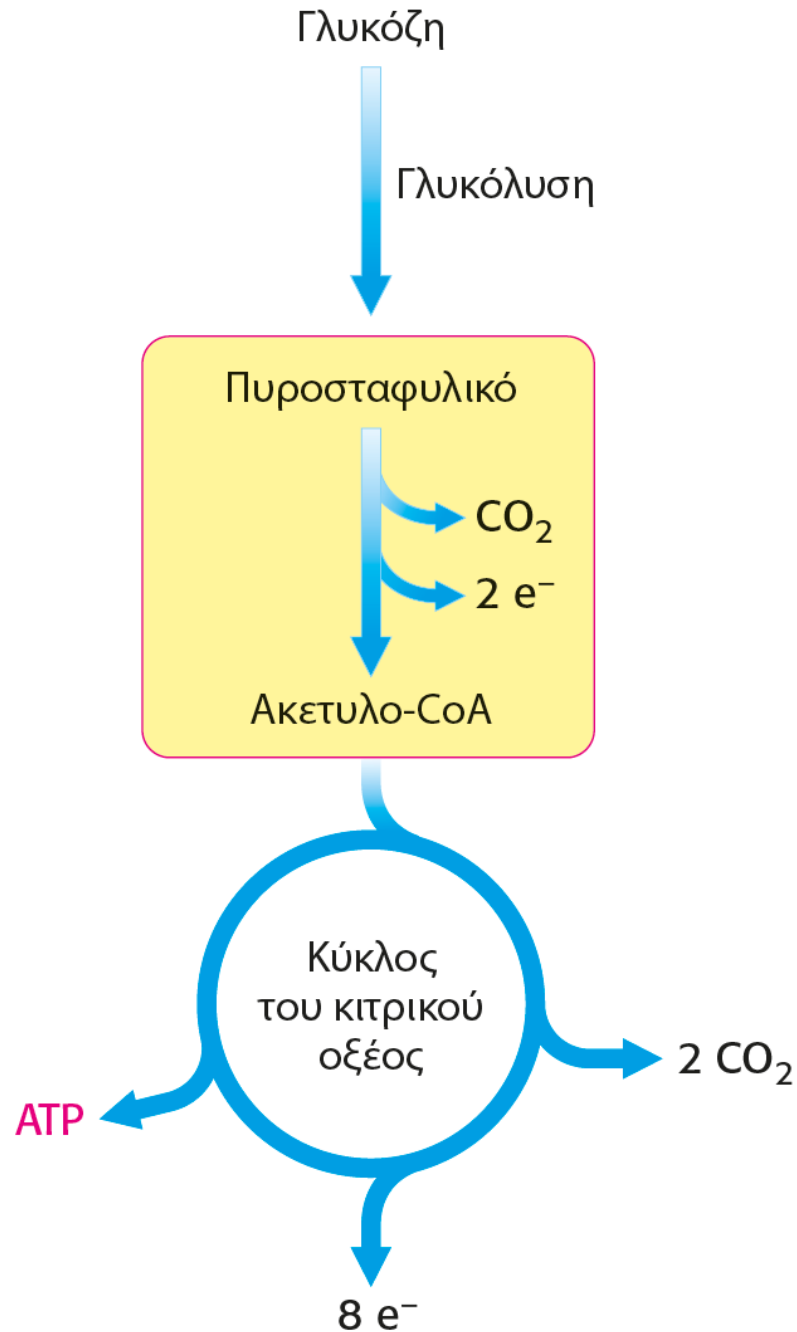 Γλυκόζη
Γλυκόλυση
Πυροσταφυλικό
CO₂
2 e⁻
Ακετυλο-CoA
Κύκλος
του κιτρικού
οξέος
2 CO₂
ATP
8 e⁻